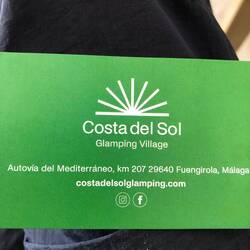 Costa del Sol
Glamping Village
Autovía del Mediterráneo, km 207 29640 Fuengirola, Málaga
costadelsolglamping.com